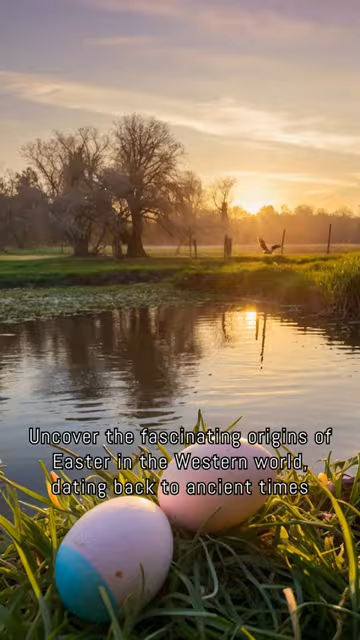 Uncover the fascinating origins of
Easter in the Western world,
dating back to ancient times